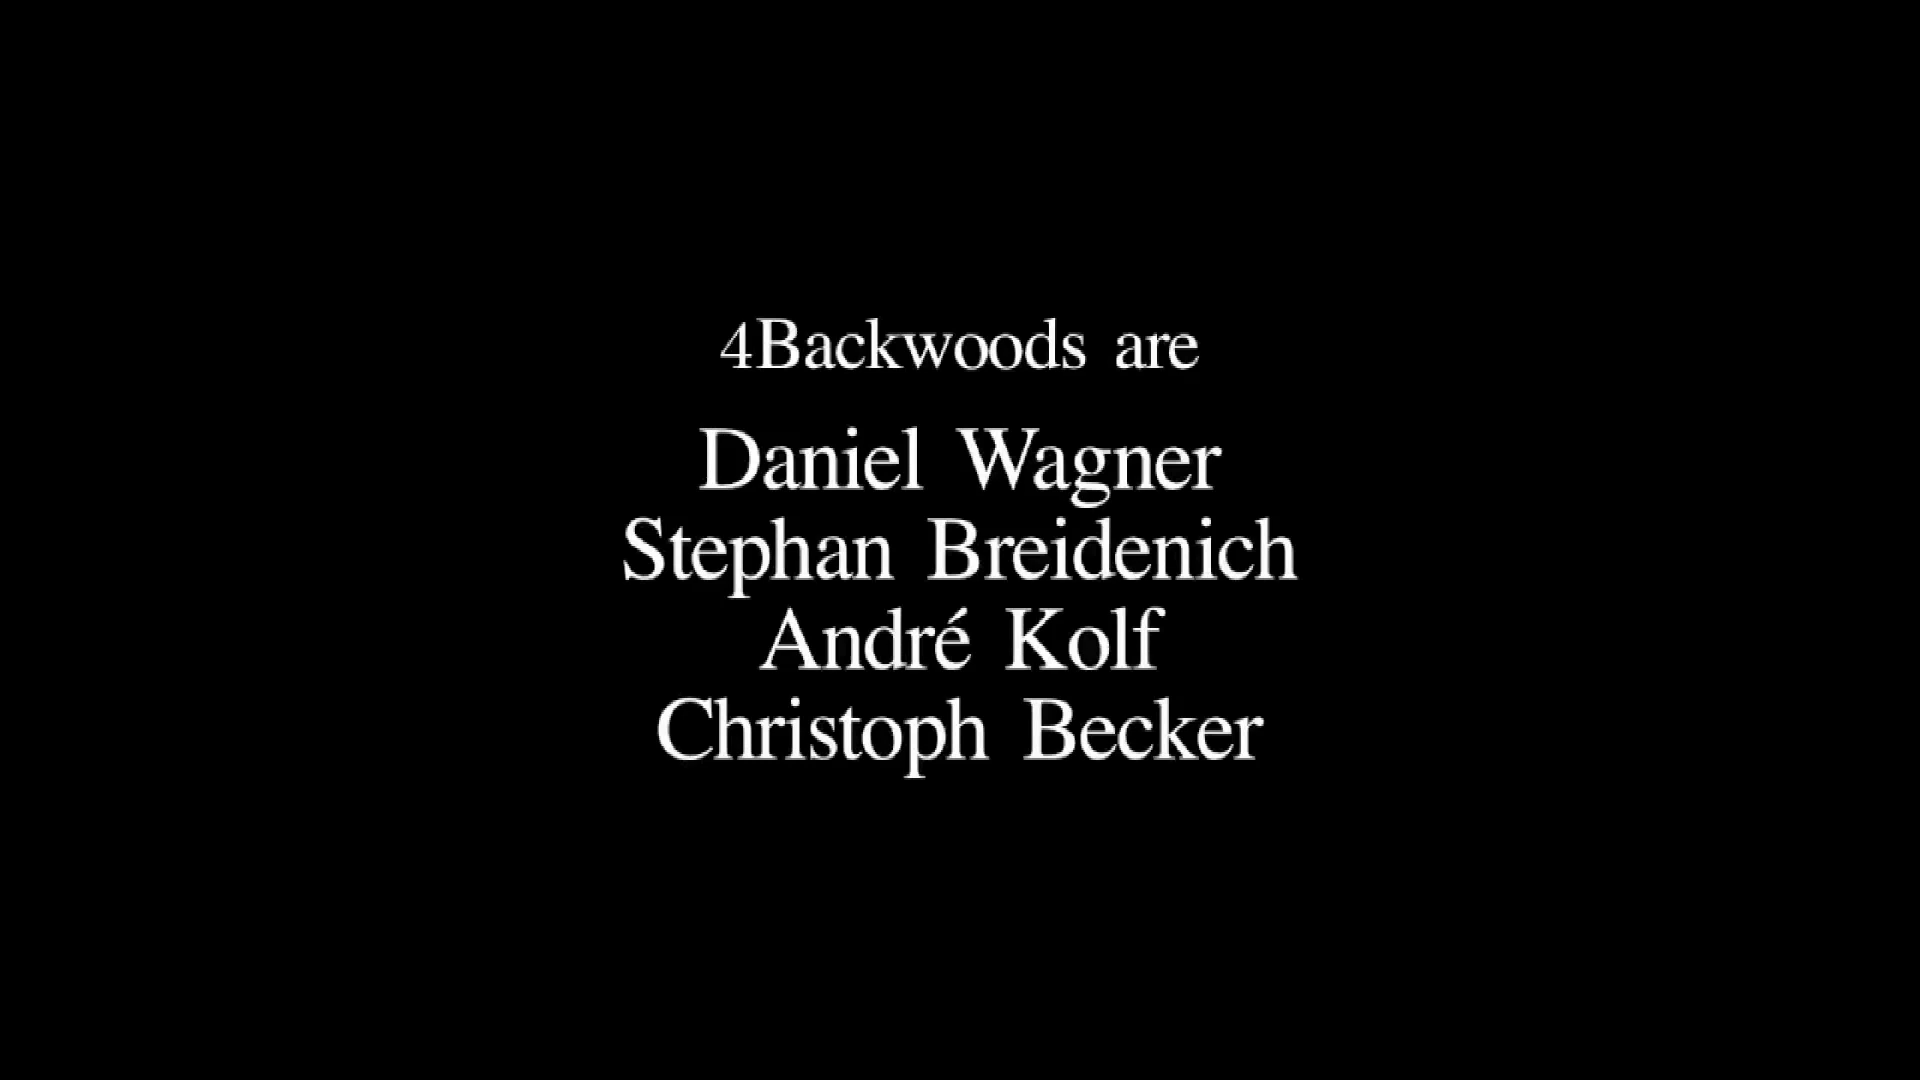 4Backwoods are
Daniel Wagner
Stephan Breidenich
André Kolf
Christoph Becker